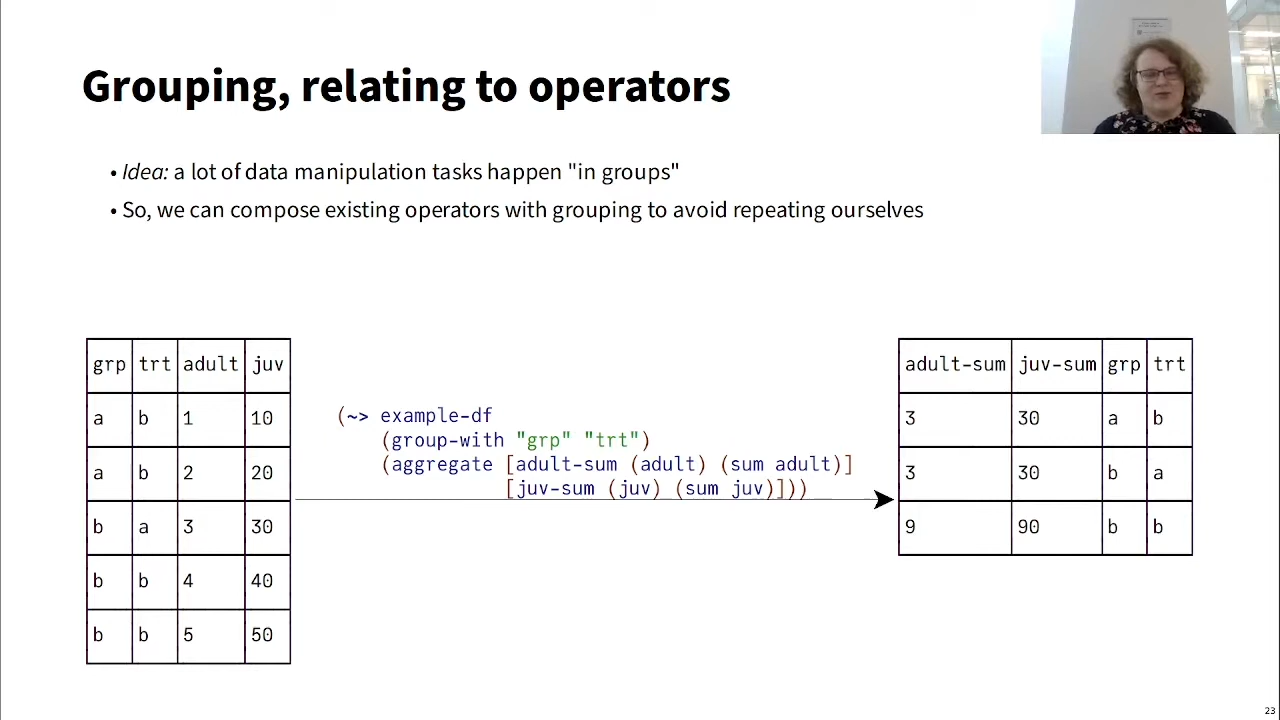 Grouping, relating to operators
• Idea: a lot of data manipulation tasks happen "in groups"
• So, we can compose existing operators with grouping to avoid repeating ourselves
grp trt adult juv
a b 1 10
a b 2 20
b a 3 30
b b 4 40
b b 5 50
(~> example-df
(group-with "grp" "trt")
(aggregate [adult-sum (adult) (sum adult)]
[juv-sum (juv) (sum juv)]))
adult-sum juv-sum grp trt
3 30 a b
3 30 b a
9 90 b b
23